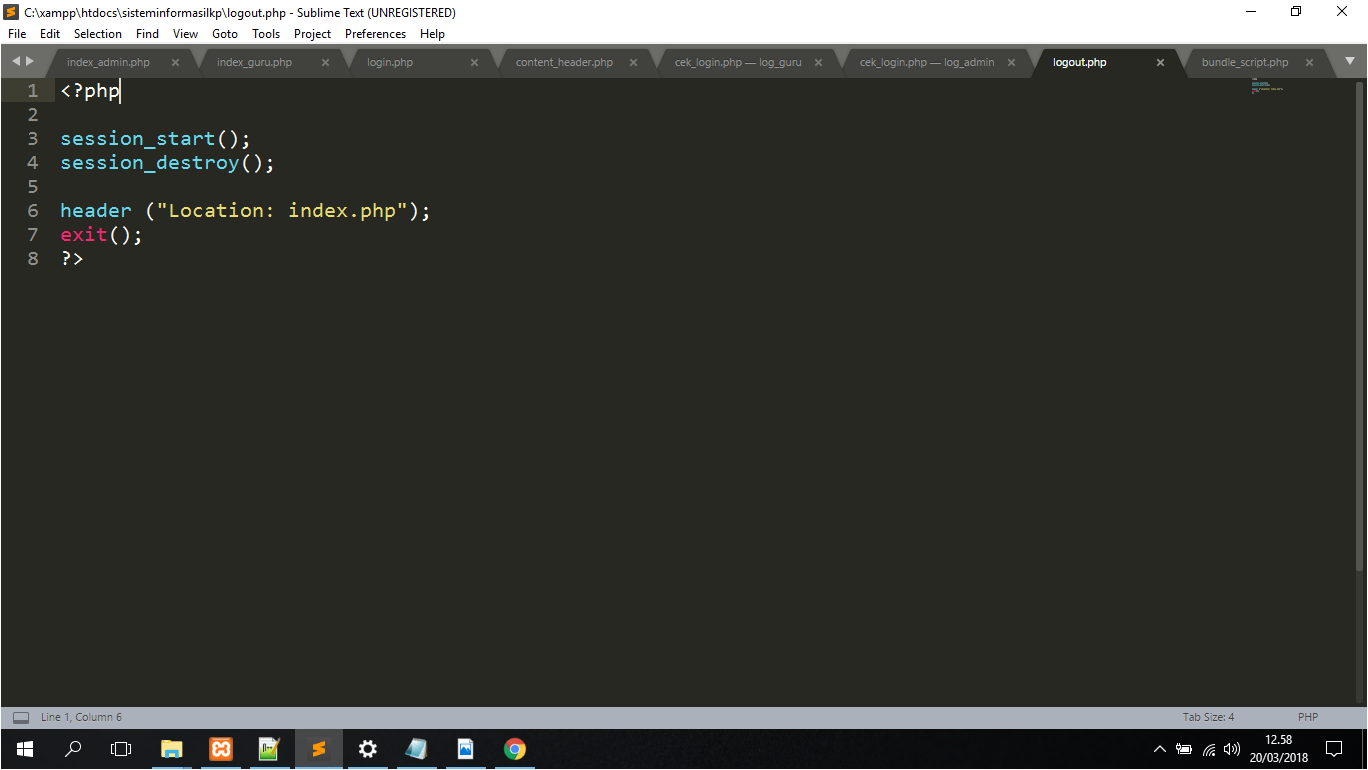 C:\xampp\htdocs\sisteminformasilkp\logout.php - Sublime Text (UNREGISTERED)
File Edit Selection Find View Goto Tools Project Preferences Help
index_admin.php index_guru.php login.php content_header.php cek_login.php — log_guru cek_login.php — log_admin logout.php bundle_script.php
1 <?php
2
3 session_start();
4 session_destroy();
5
6 header ("Location: index.php");
7 exit();
8 ?>
Line 1, Column 6 Tab Size: 4 PHP
12.58
20/03/2018